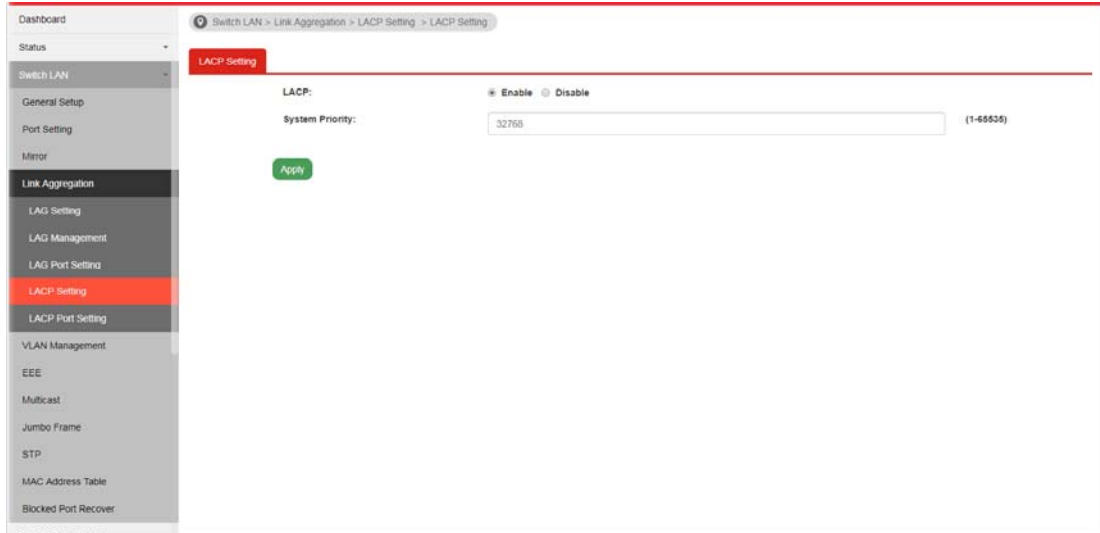 Dashboard
Status
Switch LAN
General Setup
Port Setting
Mirror
Link Aggregation
LAG Setting
LAG Management
LAG Port Setting
LACP Setting
LACP Port Setting
VLAN Management
EEE
Multicast
Jumbo Frame
STP
MAC Address Table
Blocked Port Recover
Switch LAN > Link Aggregation > LACP Setting > LACP Setting
LACP Setting
LACP: Enable Disable
System Priority: 32768 (1-65535)
Apply